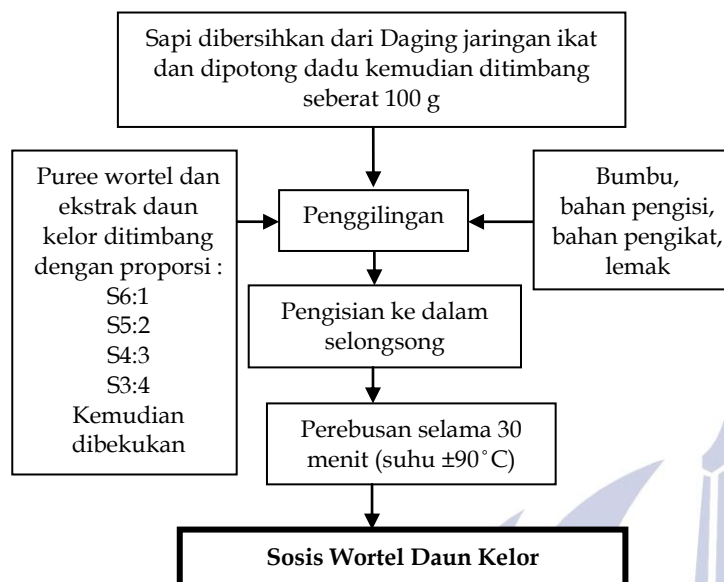 Sapi dibersihkan dari Daging jaringan ikat
dan dipotong dadu kemudian ditimbang
seberat 100 g
Puree wortel dan
ekstrak daun
kelor ditimbang
dengan proporsi :
S6:1
S5:2
S4:3
S3:4
Kemudian
dibekukan
Penggilingan
Bumbu,
bahan pengisi,
bahan pengikat,
lemak
Pengisian ke dalam
selongsong
Perebusan selama 30
menit (suhu ±90˚C)
Sosis Wortel Daun Kelor